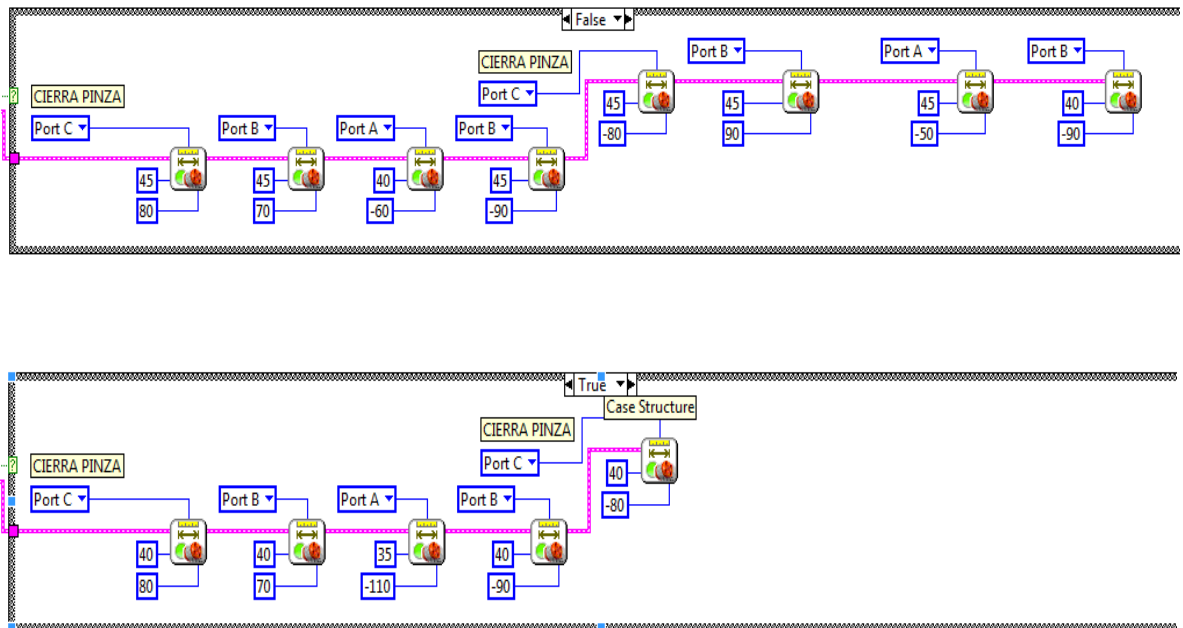 False
CIERRA PINZA
Port B
Port A
Port B
CIERRA PINZA
Port C
?
45
45
45
40
Port C
Port B
Port A
Port B
-80
90
-50
-90
45
45
40
45
80
70
-60
-90
True
Case Structure
CIERRA PINZA
CIERRA PINZA
Port C
?
40
Port C
Port B
Port A
Port B
-80
40
40
35
40
80
70
-110
-90